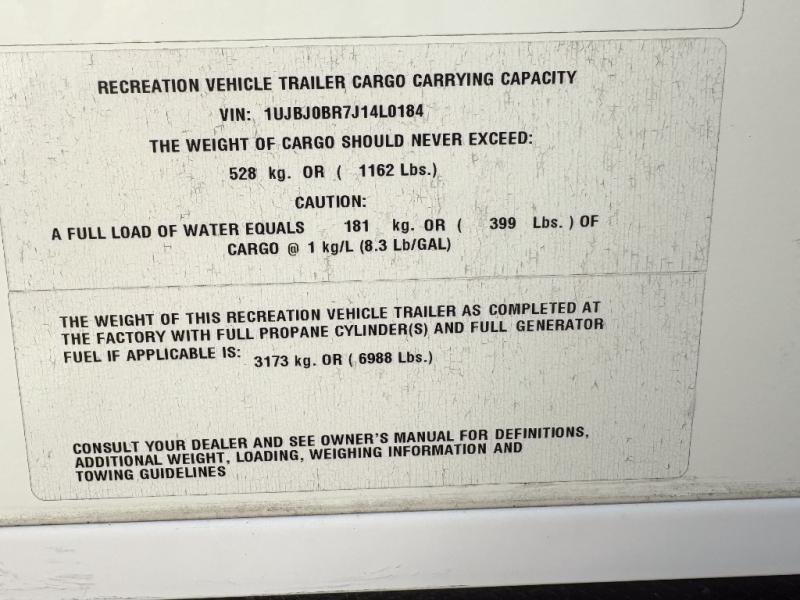 RECREATION VEHICLE TRAILER CARGO CARRYING CAPACITY
VIN: 1UJBJ0BR7J14L0184
THE WEIGHT OF CARGO SHOULD NEVER EXCEED:
528 kg. OR ( 1162 Lbs.)
CAUTION:
A FULL LOAD OF WATER EQUALS 181 kg. OR ( 399 Lbs. ) OF
CARGO @ 1 kg/L (8.3 Lb/GAL)
THE WEIGHT OF THIS RECREATION VEHICLE TRAILER AS COMPLETED AT
THE FACTORY WITH FULL PROPANE CYLINDER(S) AND FULL GENERATOR
FUEL IF APPLICABLE IS: 3173 kg. OR ( 6988 Lbs.)
CONSULT YOUR DEALER AND SEE OWNER'S MANUAL FOR DEFINITIONS,
ADDITIONAL WEIGHT, LOADING, WEIGHING INFORMATION AND
TOWING GUIDELINES